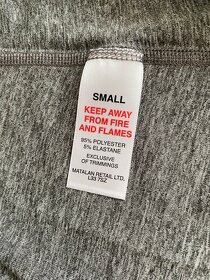 SMALL
KEEP AWAY
FROM FIRE
AND FLAMES
95% POLYESTER
5% ELASTANE
EXCLUSIVE
OF TRIMMINGS
MATALAN RETAIL LTD.
L33 7SZ